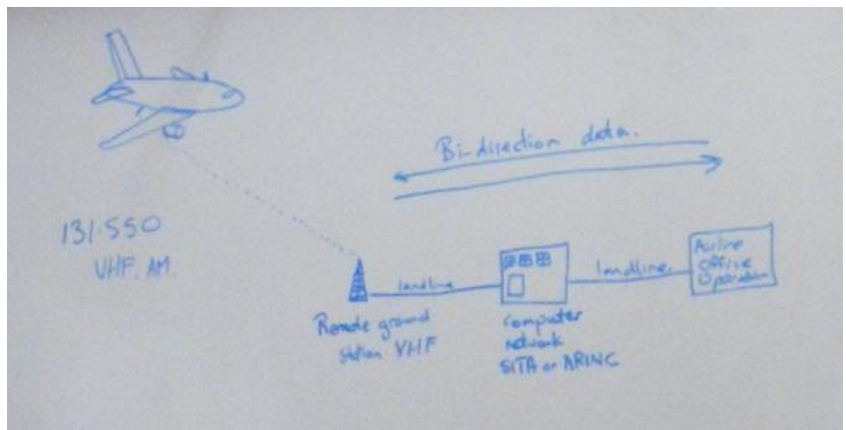 Bi-direction data.
131.550
VHF. AM.
landline
landline.
Airline
Office
Operation
Remote ground
station VHF
computer
network
SITA or ARINC